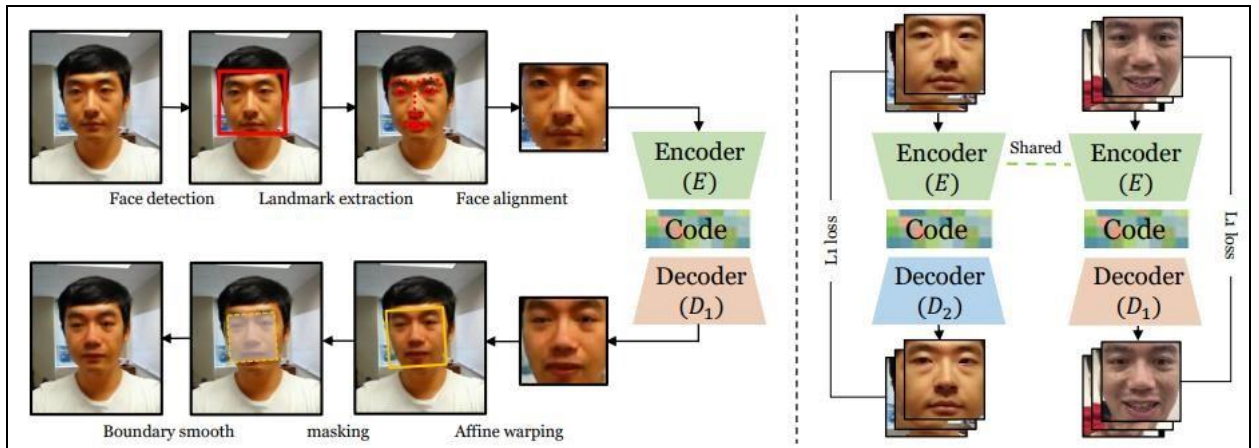 Face detection
Landmark extraction
Face alignment
Encoder
(E)
Code
Decoder
(D₁)
Boundary smooth
masking
Affine warping
L1 loss
Encoder
(E)
Shared
Encoder
(E)
Code
Code
Decoder
(D₂)
Decoder
(D₁)
L1 loss